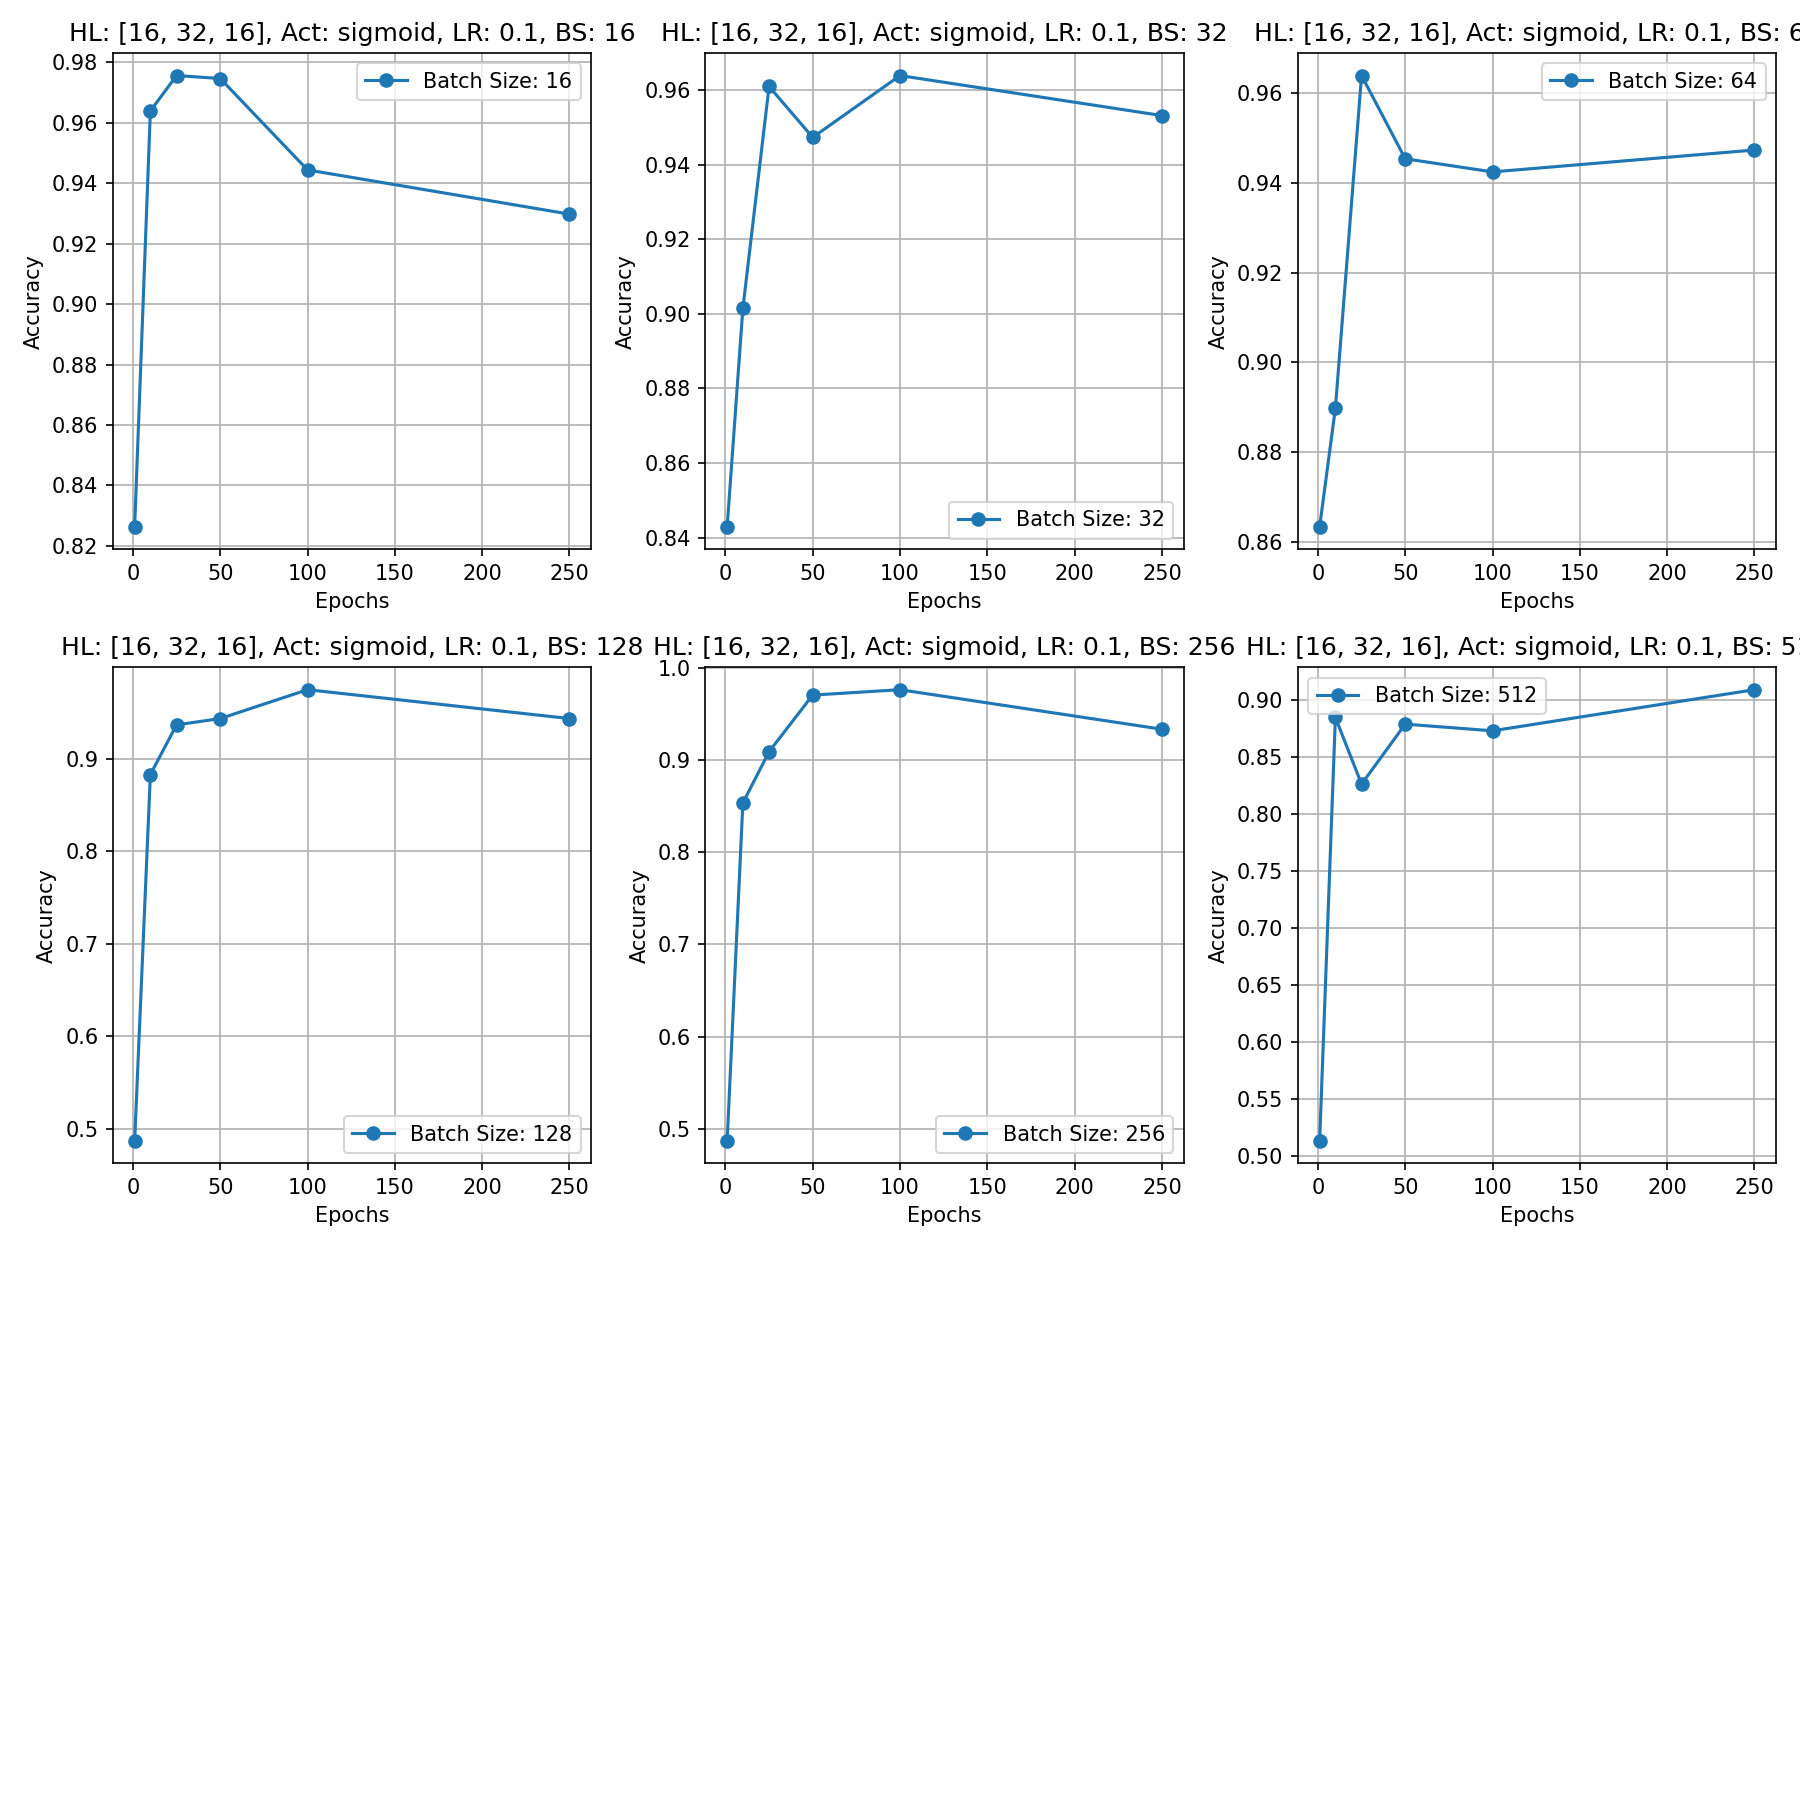 HL: [16, 32, 16], Act: sigmoid, LR: 0.1, BS: 16
0.98
0.96
0.94
0.92
0.90
0.88
0.86
0.84
0.82
Accuracy
Batch Size: 16
0 50 100 150 200 250
Epochs
HL: [16, 32, 16], Act: sigmoid, LR: 0.1, BS: 32
0.96
0.94
0.92
0.90
0.88
0.86
0.84
Accuracy
Batch Size: 32
0 50 100 150 200 250
Epochs
HL: [16, 32, 16], Act: sigmoid, LR: 0.1, BS: 6
0.96
0.94
0.92
0.90
0.88
0.86
Accuracy
Batch Size: 64
0 50 100 150 200 250
Epochs
HL: [16, 32, 16], Act: sigmoid, LR: 0.1, BS: 128
0.9
0.8
0.7
0.6
0.5
Accuracy
Batch Size: 128
0 50 100 150 200 250
Epochs
HL: [16, 32, 16], Act: sigmoid, LR: 0.1, BS: 256
1.0
0.9
0.8
0.7
0.6
0.5
Accuracy
Batch Size: 256
0 50 100 150 200 250
Epochs
HL: [16, 32, 16], Act: sigmoid, LR: 0.1, BS: 51
0.90
0.85
0.80
0.75
0.70
0.65
0.60
0.55
0.50
Accuracy
Batch Size: 512
0 50 100 150 200 250
Epochs